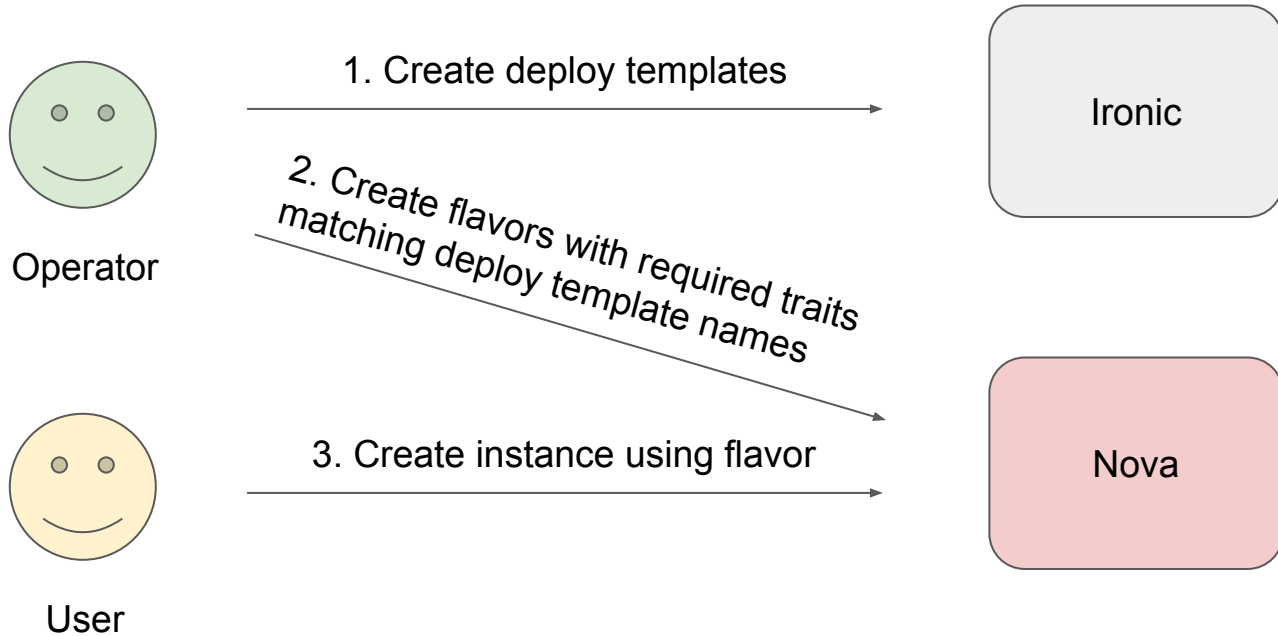 1. Create deploy templates
Ironic
2. Create flavors with required traits
matching deploy template names
Operator
3. Create instance using flavor
Nova
User